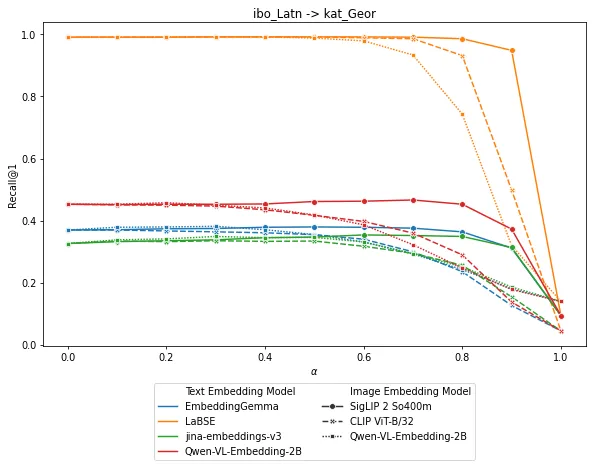 ibo_Latn -> kat_Geor
Recall@1
1.0
0.8
0.6
0.4
0.2
0.0
0.0 0.2 0.4 0.6 0.8 1.0
α
Text Embedding Model
EmbeddingGemma
LaBSE
jina-embeddings-v3
Qwen-VL-Embedding-2B
Image Embedding Model
SigLIP 2 So400m
CLIP ViT-B/32
Qwen-VL-Embedding-2B